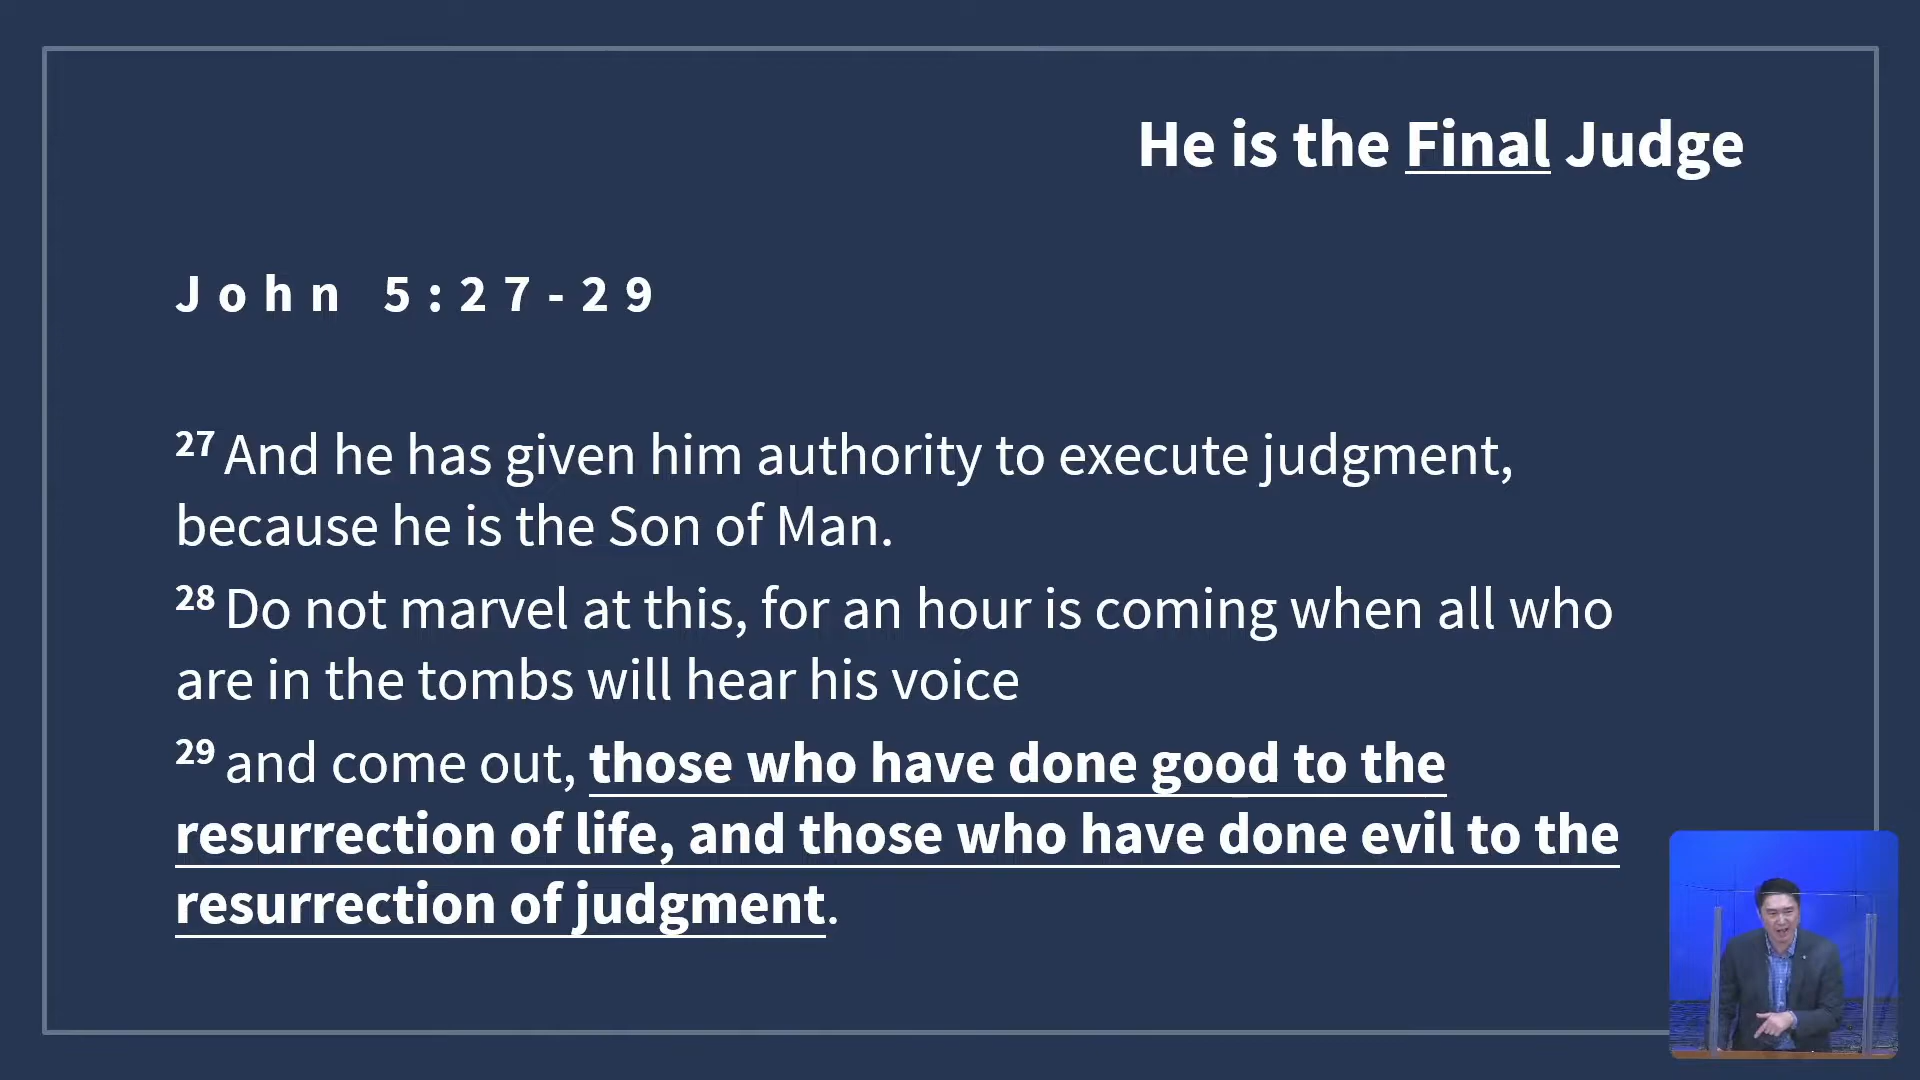 He is the Final Judge
John 5:27-29
27 And he has given him authority to execute judgment,
because he is the Son of Man.
28 Do not marvel at this, for an hour is coming when all who
are in the tombs will hear his voice
29 and come out, those who have done good to the
resurrection of life, and those who have done evil to the
resurrection of judgment.